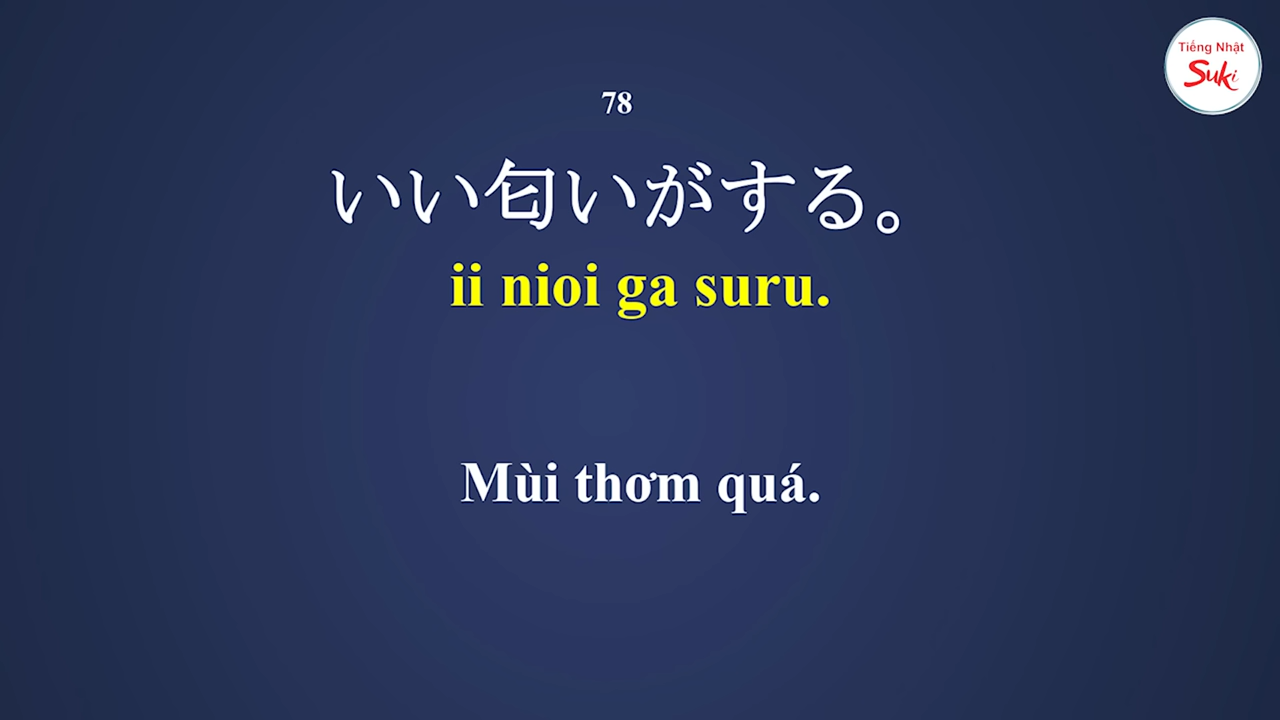 Tiếng Nhật
Suki
78
いい匂いがする。
ii nioi ga suru.
Mùi thơm quá.